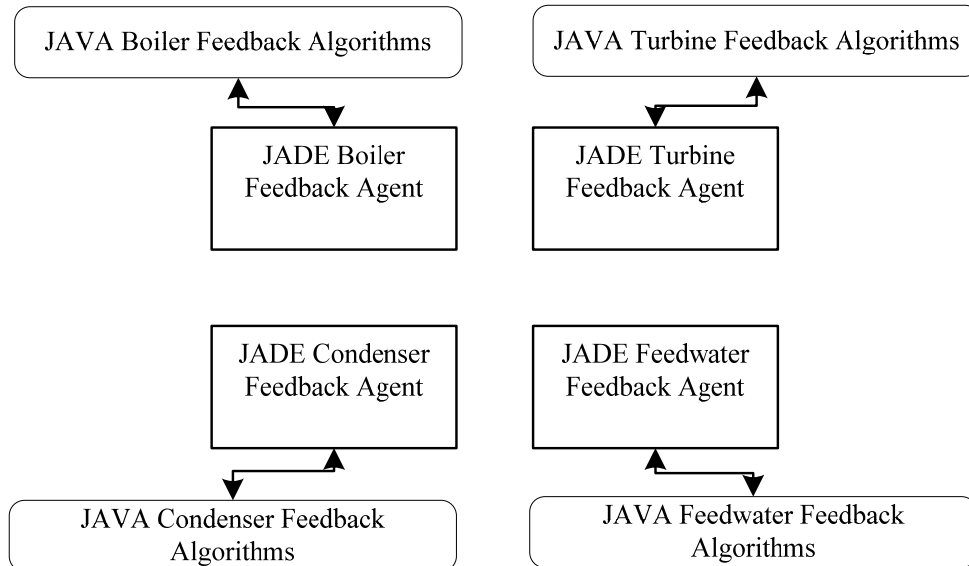 JAVA Boiler Feedback Algorithms
JAVA Turbine Feedback Algorithms
JADE Boiler
Feedback Agent
JADE Turbine
Feedback Agent
JADE Condenser
Feedback Agent
JADE Feedwater
Feedback Agent
JAVA Condenser Feedback
Algorithms
JAVA Feedwater Feedback
Algorithms